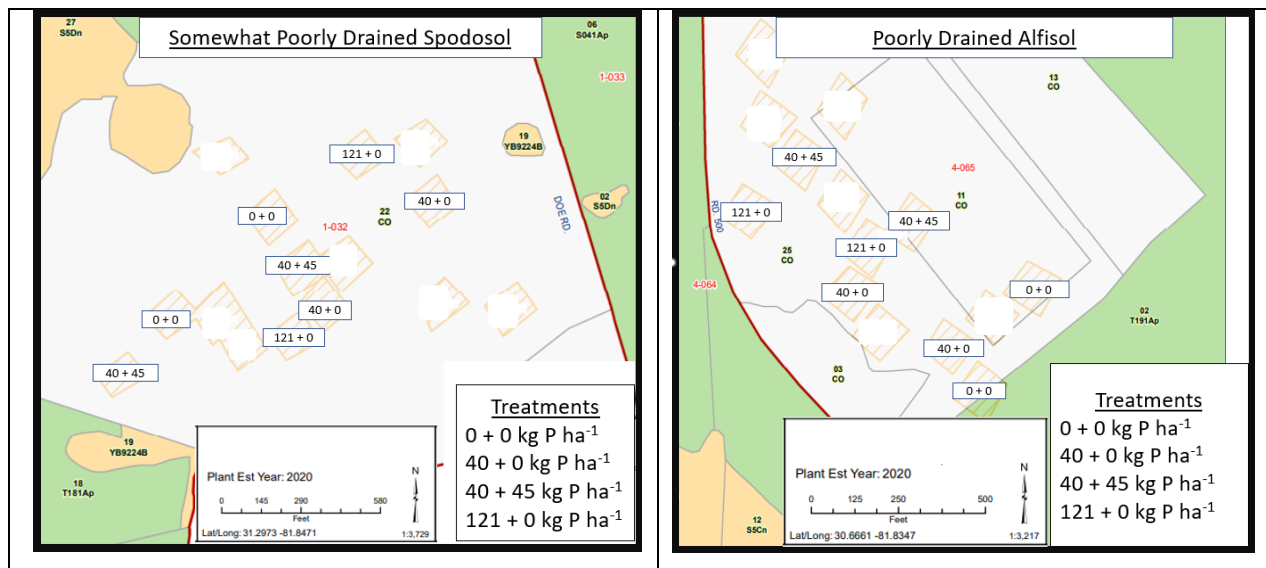 Somewhat Poorly Drained Spodosol
27
S5Dn
06
S041Ap
1-033
19
YB9224B
121 + 0
02
S5Dn
40 + 0
0 + 0
22
CO
1-032
DOE RD.
40 + 45
40 + 0
0 + 0
121 + 0
40 + 45
19
YB9224B
18
T181Ap
Plant Est Year: 2020
N
0 145 290 580
Feet
Lat/Long: 31.2973 -81.8471
1:3,729
Treatments
0 + 0 kg P ha⁻¹
40 + 0 kg P ha⁻¹
40 + 45 kg P ha⁻¹
121 + 0 kg P ha⁻¹
Poorly Drained Alfisol
13
CO
40 + 45
4-065
11
CO
121 + 0
RD. 500
40 + 45
121 + 0
25
CO
4-064
40 + 0
0 + 0
02
T191Ap
40 + 0
03
CO
0 + 0
12
S5Cn
Plant Est Year: 2020
N
0 125 250 500
Feet
Lat/Long: 30.6661 -81.8347
1:3,217
Treatments
0 + 0 kg P ha⁻¹
40 + 0 kg P ha⁻¹
40 + 45 kg P ha⁻¹
121 + 0 kg P ha⁻¹